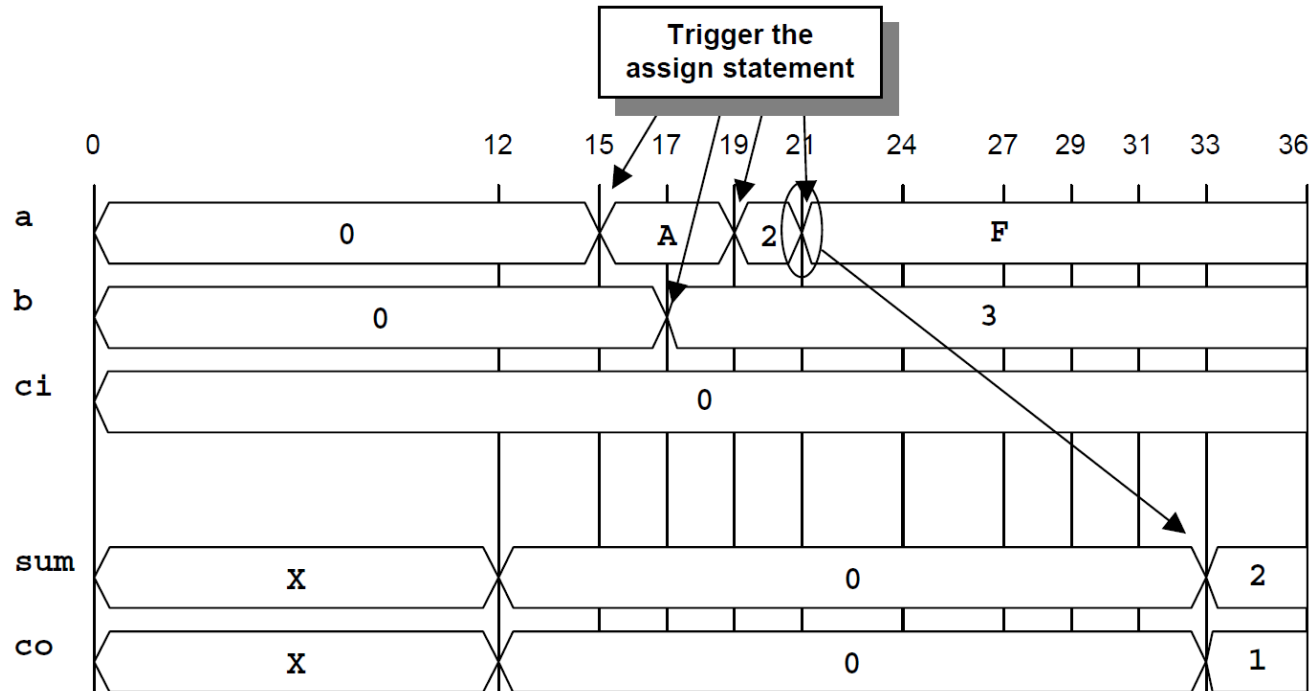 Trigger the
assign statement
0 12 15 17 19 21 24 27 29 31 33 36
a 0 A 2 F
b 0 3
ci 0
sum X 0 2
co X 0 1